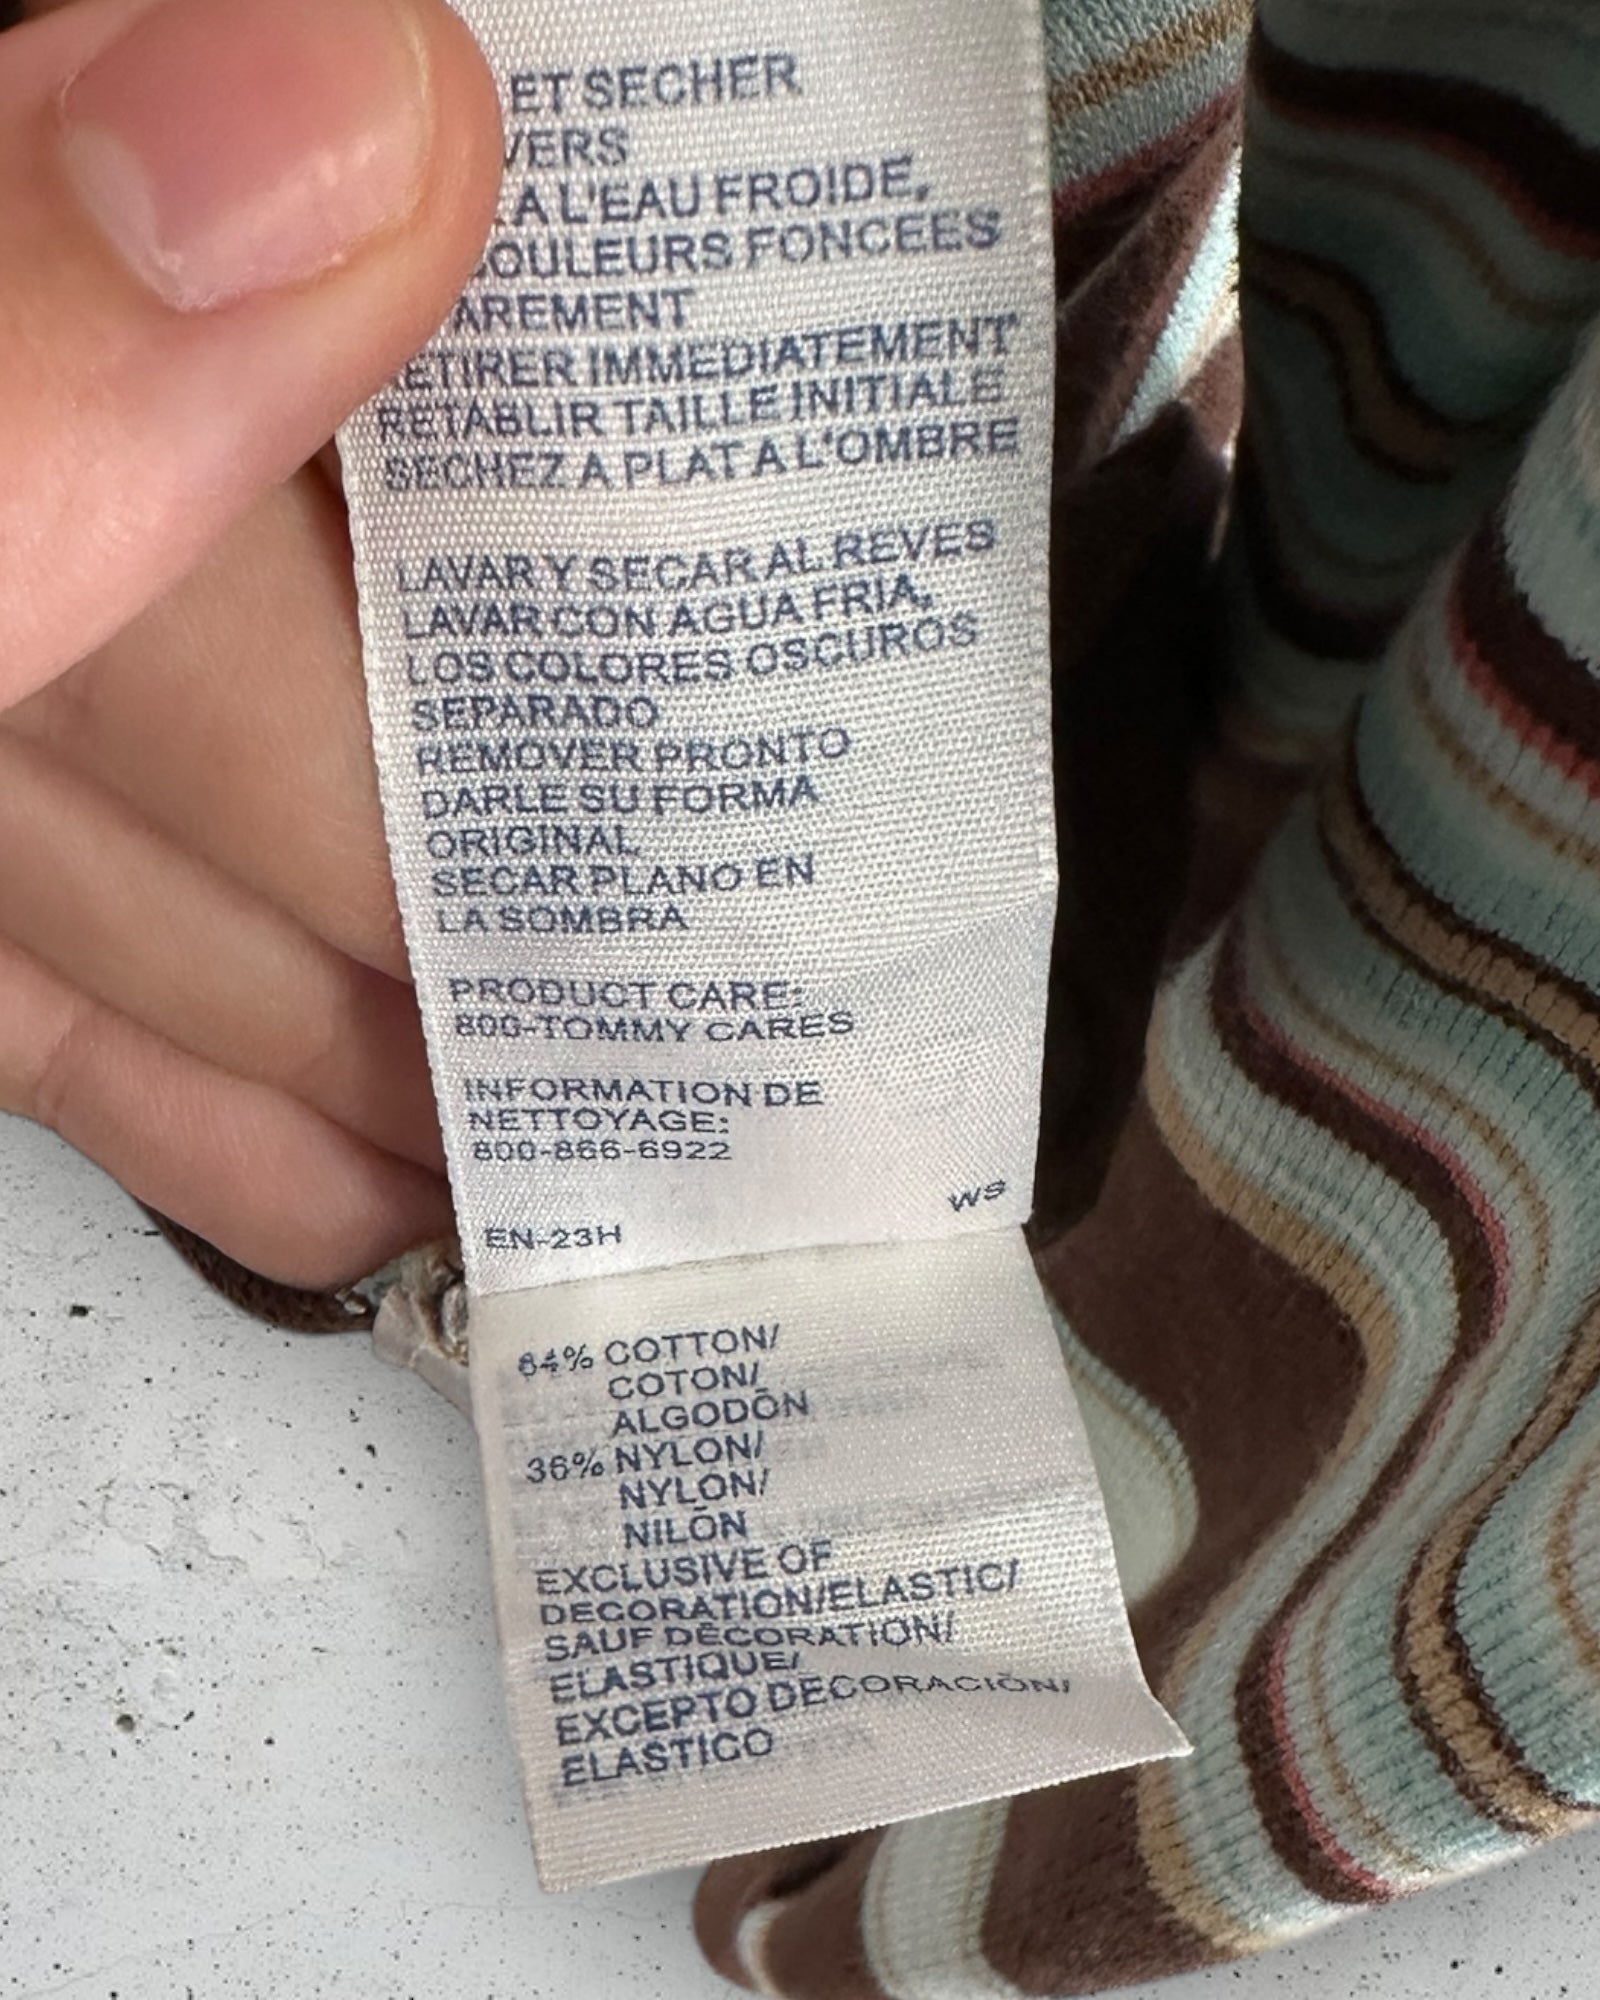 ET SECHER
A L'EAU FROIDE,
COULEURS FONCEES
RETIRER IMMEDIATEMENT
RETABLIR TAILLE INITIALE
SECHEZ A PLAT A L'OMBRE
LAVAR Y SECAR AL REVES
LAVAR CON AGUA FRIA,
LOS COLORES OSCUROS
SEPARADO
REMOVER PRONTO
DARLE SU FORMA
ORIGINAL
SECAR PLANO EN
LA SOMBRA
PRODUCT CARE:
800-TOMMY CARES
INFORMATION DE
NETTOYAGE:
800-866-6922
WS
EN-23H
64% COTTON/
COTON/
ALGODÓN
36% NYLON/
NYLON/
NILÓN
EXCLUSIVE OF
DECORATION/ELASTIC/
SAUF DÉCORATION/
ELASTIQUE/
EXCEPTO DECORACIÓN/
ELASTICO